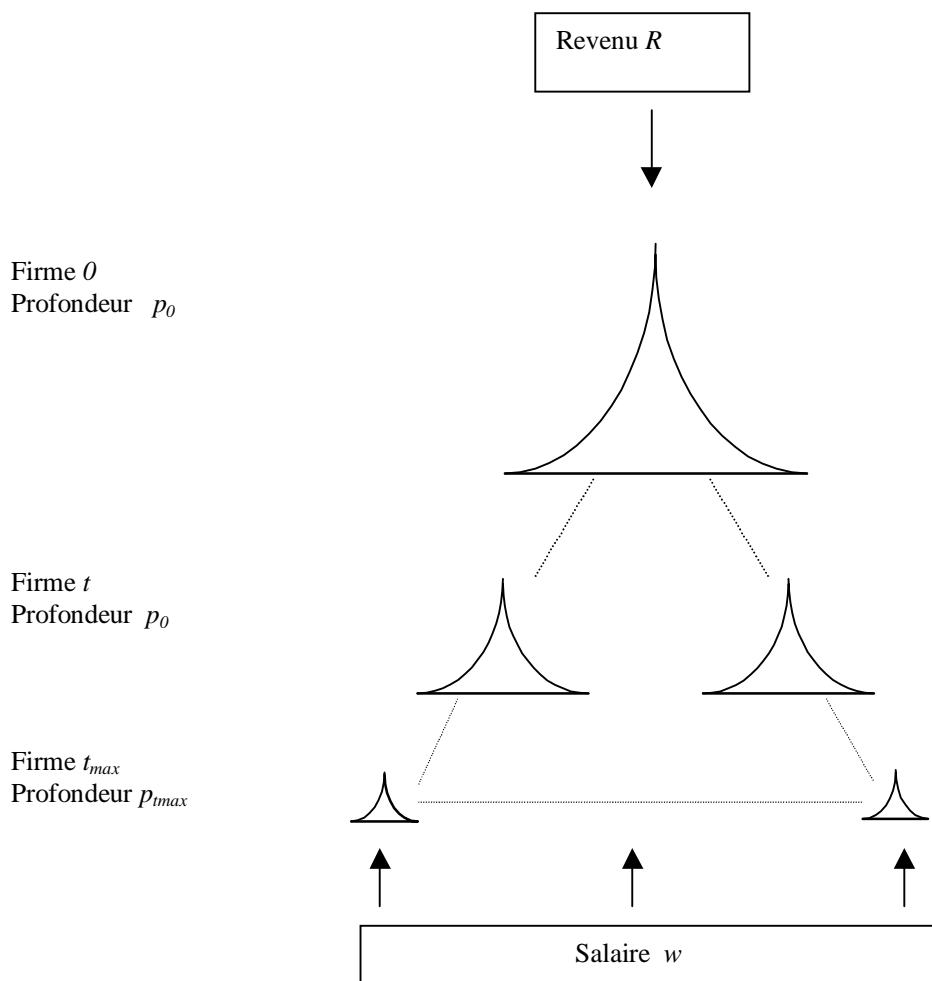 Revenu R
Firme 0
Profondeur p0
Firme t
Profondeur p0
Firme tmax
Profondeur ptmax
Salaire w